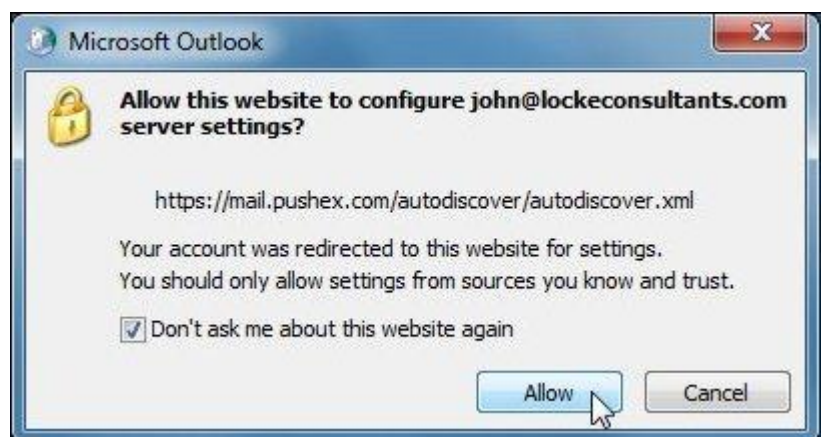 Microsoft Outlook
Allow this website to configure john@lockeconsultants.com
server settings?
https://mail.pushex.com/autodiscover/autodiscover.xml
Your account was redirected to this website for settings.
You should only allow settings from sources you know and trust.
Don't ask me about this website again
Allow
Cancel